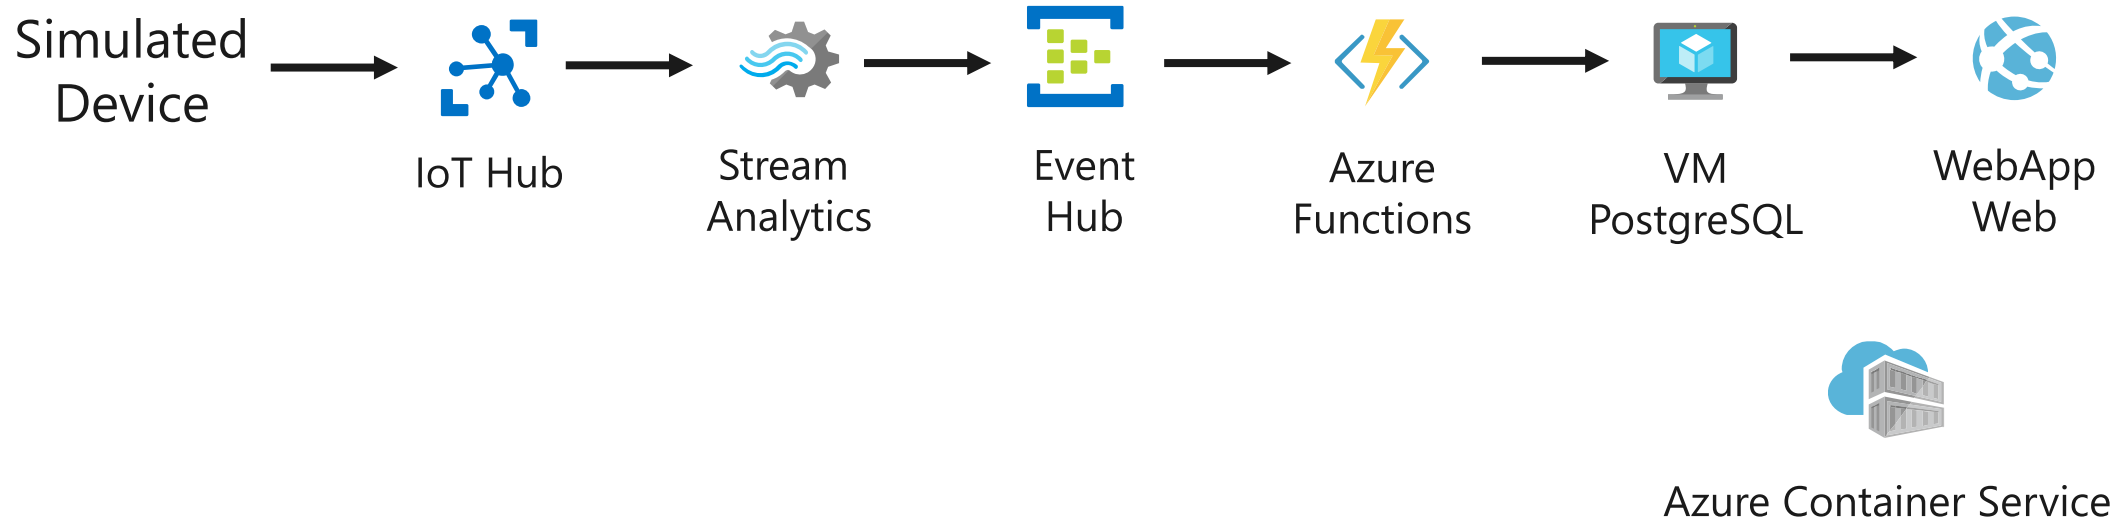 Simulated
Device
IoT Hub
Stream
Analytics
Event
Hub
Azure
Functions
VM
PostgreSQL
WebApp
Web
Azure Container Service